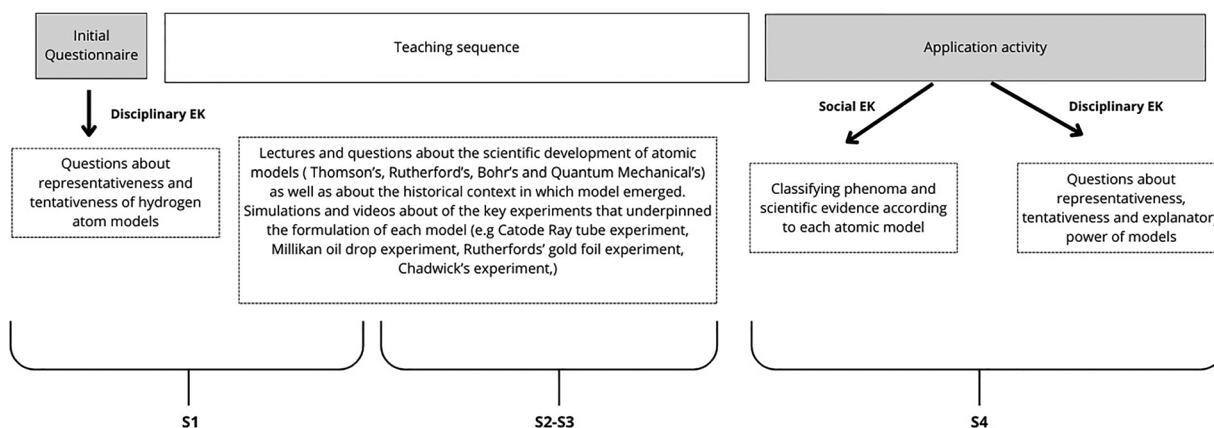 Initial
Questionnaire
Teaching sequence
Application activity
Disciplinary EK
Social EK
Disciplinary EK
Questions about
representativeness and
tentativeness of hydrogen
atom models
Lectures and questions about the scientific development of atomic
models ( Thomson's, Rutherford's, Bohr's and Quantum Mechanical's)
as well as about the historical context in which model emerged.
Simulations and videos about of the key experiments that underpinned
the formulation of each model (e.g Catode Ray tube experiment,
Millikan oil drop experiment, Rutherfords' gold foil experiment,
Chadwick's experiment,)
Classifying phenoma and
scientific evidence according
to each atomic model
Questions about
representativeness,
tentativeness and explanatory
power of models
S1
S2-S3
S4